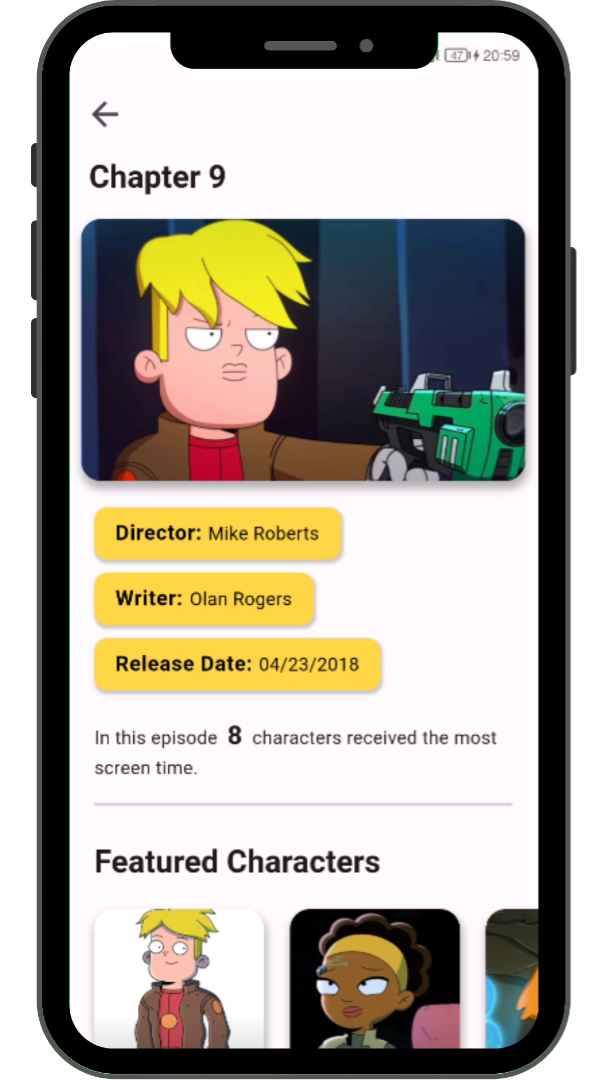 47 20:59
Chapter 9
Director: Mike Roberts
Writer: Olan Rogers
Release Date: 04/23/2018
In this episode 8 characters received the most
screen time.
Featured Characters